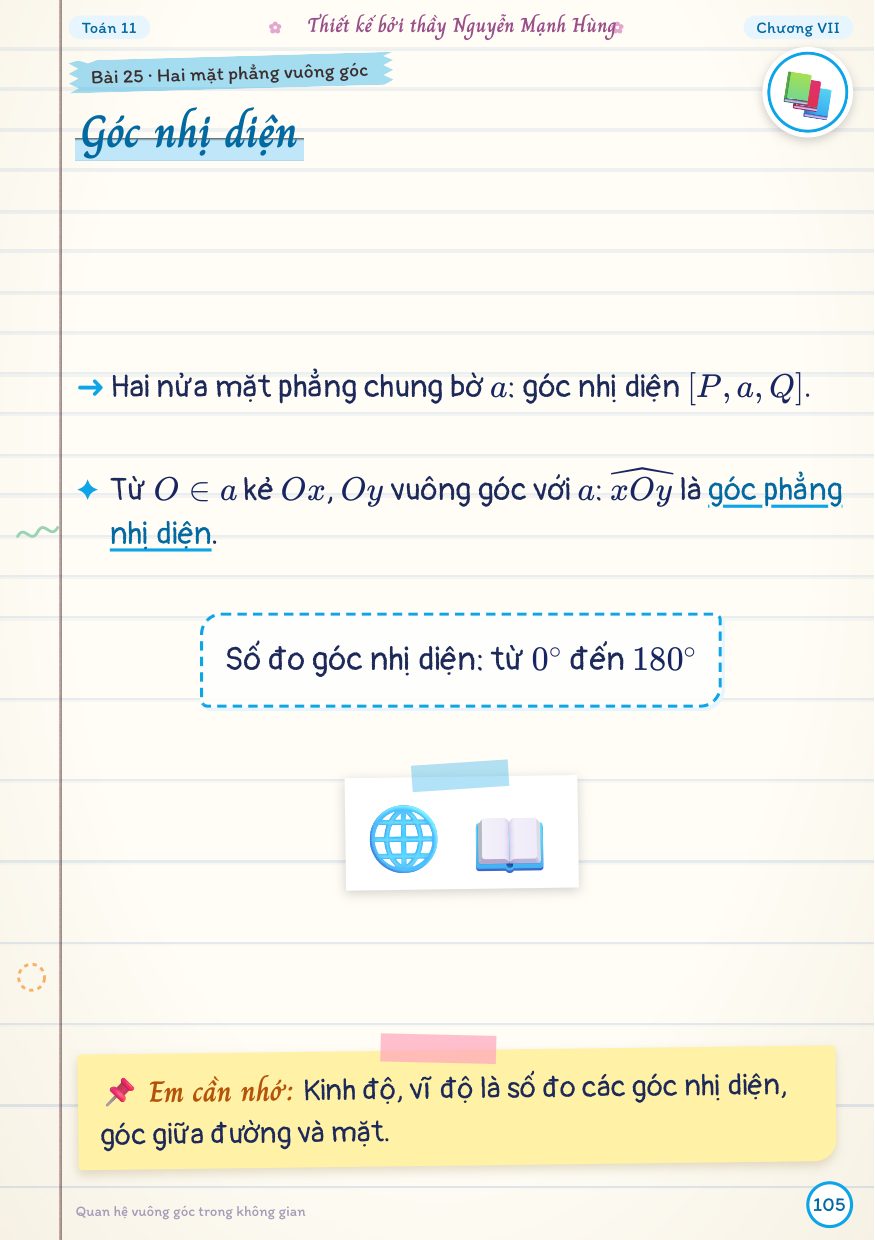 Toán 11
Thiết kế bởi thầy Nguyễn Mạnh Hùng
Chương VII
Bài 25 · Hai mặt phẳng vuông góc
Góc nhị diện
→ Hai nửa mặt phẳng chung bờ a: góc nhị diện [P, a, Q].
✦ Từ O ∈ a kẻ Ox, Oy vuông góc với a: \widehat{xOy} là góc phẳng
nhị diện.
Số đo góc nhị diện: từ 0° đến 180°
📌 Em cần nhớ: Kinh độ, vĩ độ là số đo các góc nhị diện,
góc giữa đường và mặt.
Quan hệ vuông góc trong không gian
105